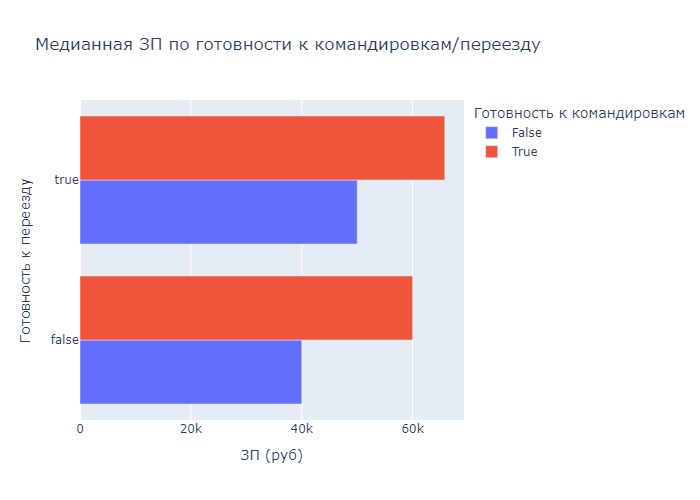 Медианная ЗП по готовности к командировкам/переезду
Готовность к командировкам
False
True
Готовность к переезду
true
false
0
20k
40k
60k
ЗП (руб)